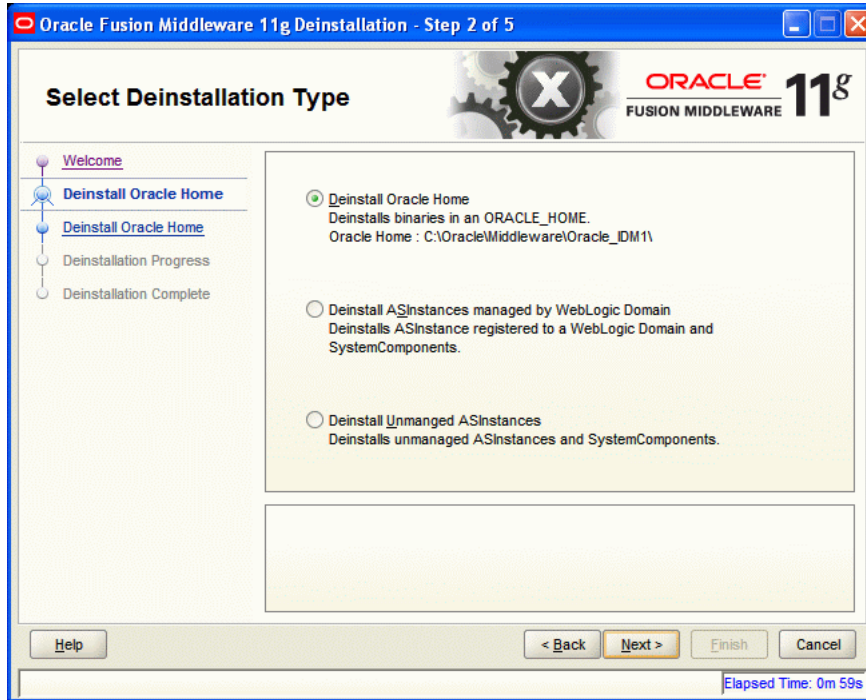 Oracle Fusion Middleware 11g Deinstallation - Step 2 of 5
Select Deinstallation Type
ORACLE
FUSION MIDDLEWARE
11g
Welcome
Deinstall Oracle Home
Deinstall Oracle Home
Deinstallation Progress
Deinstallation Complete
Deinstall Oracle Home
Deinstalls binaries in an ORACLE_HOME.
Oracle Home : C:\Oracle\Middleware\Oracle_IDM1\
Deinstall ASInstances managed by WebLogic Domain
Deinstalls ASInstance registered to a WebLogic Domain and
SystemComponents.
Deinstall Unmanged ASInstances
Deinstalls unmanaged ASInstances and SystemComponents.
Help
< Back
Next >
Finish
Cancel
Elapsed Time: 0m 59s